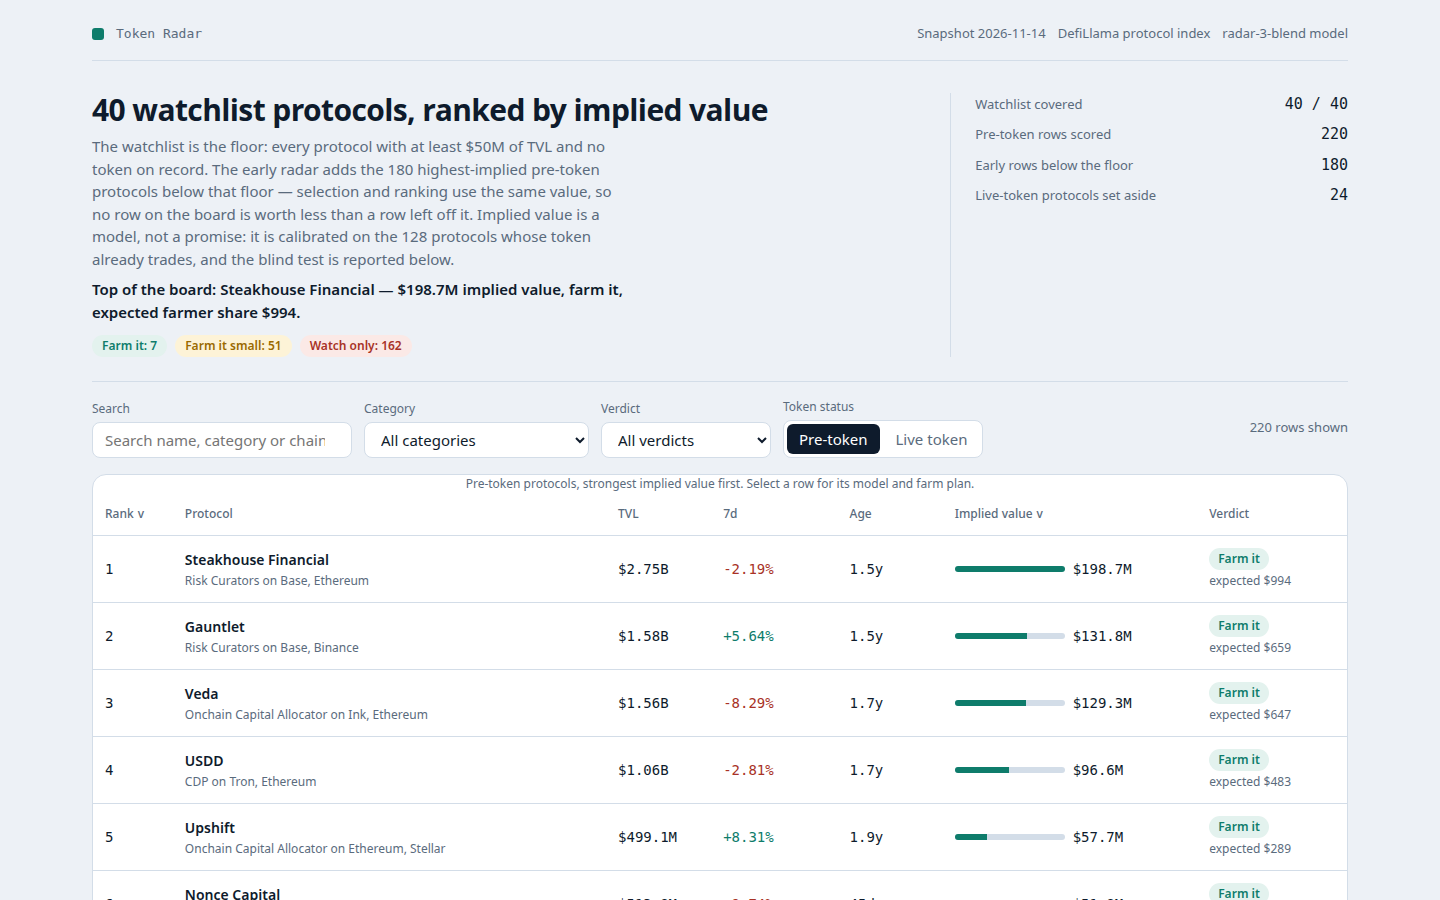 Token Radar
Snapshot 2026-11-14 DefiLlama protocol index radar-3-blend model
40 watchlist protocols, ranked by implied value
The watchlist is the floor: every protocol with at least $50M of TVL and no
token on record. The early radar adds the 180 highest-implied pre-token
protocols below that floor — selection and ranking use the same value, so
no row on the board is worth less than a row left off it. Implied value is a
model, not a promise: it is calibrated on the 128 protocols whose token
already trades, and the blind test is reported below.
Top of the board: Steakhouse Financial — $198.7M implied value, farm it,
expected farmer share $994.
Farm it: 7 Farm it small: 51 Watch only: 162
Watchlist covered 40 / 40
Pre-token rows scored 220
Early rows below the floor 180
Live-token protocols set aside 24
Search Category Verdict Token status
Search name, category or chain All categories All verdicts Pre-token Live token
220 rows shown
Pre-token protocols, strongest implied value first. Select a row for its model and farm plan.
Rank v Protocol TVL 7d Age Implied value v Verdict
1 Steakhouse Financial $2.75B -2.19% 1.5y $198.7M Farm it
Risk Curators on Base, Ethereum expected $994
2 Gauntlet $1.58B +5.64% 1.5y $131.8M Farm it
Risk Curators on Base, Binance expected $659
3 Veda $1.56B -8.29% 1.7y $129.3M Farm it
Onchain Capital Allocator on Ink, Ethereum expected $647
4 USDD $1.06B -2.81% 1.7y $96.6M Farm it
CDP on Tron, Ethereum expected $483
5 Upshift $499.1M +8.31% 1.9y $57.7M Farm it
Onchain Capital Allocator on Ethereum, Stellar expected $289
Nonce Capital Farm it